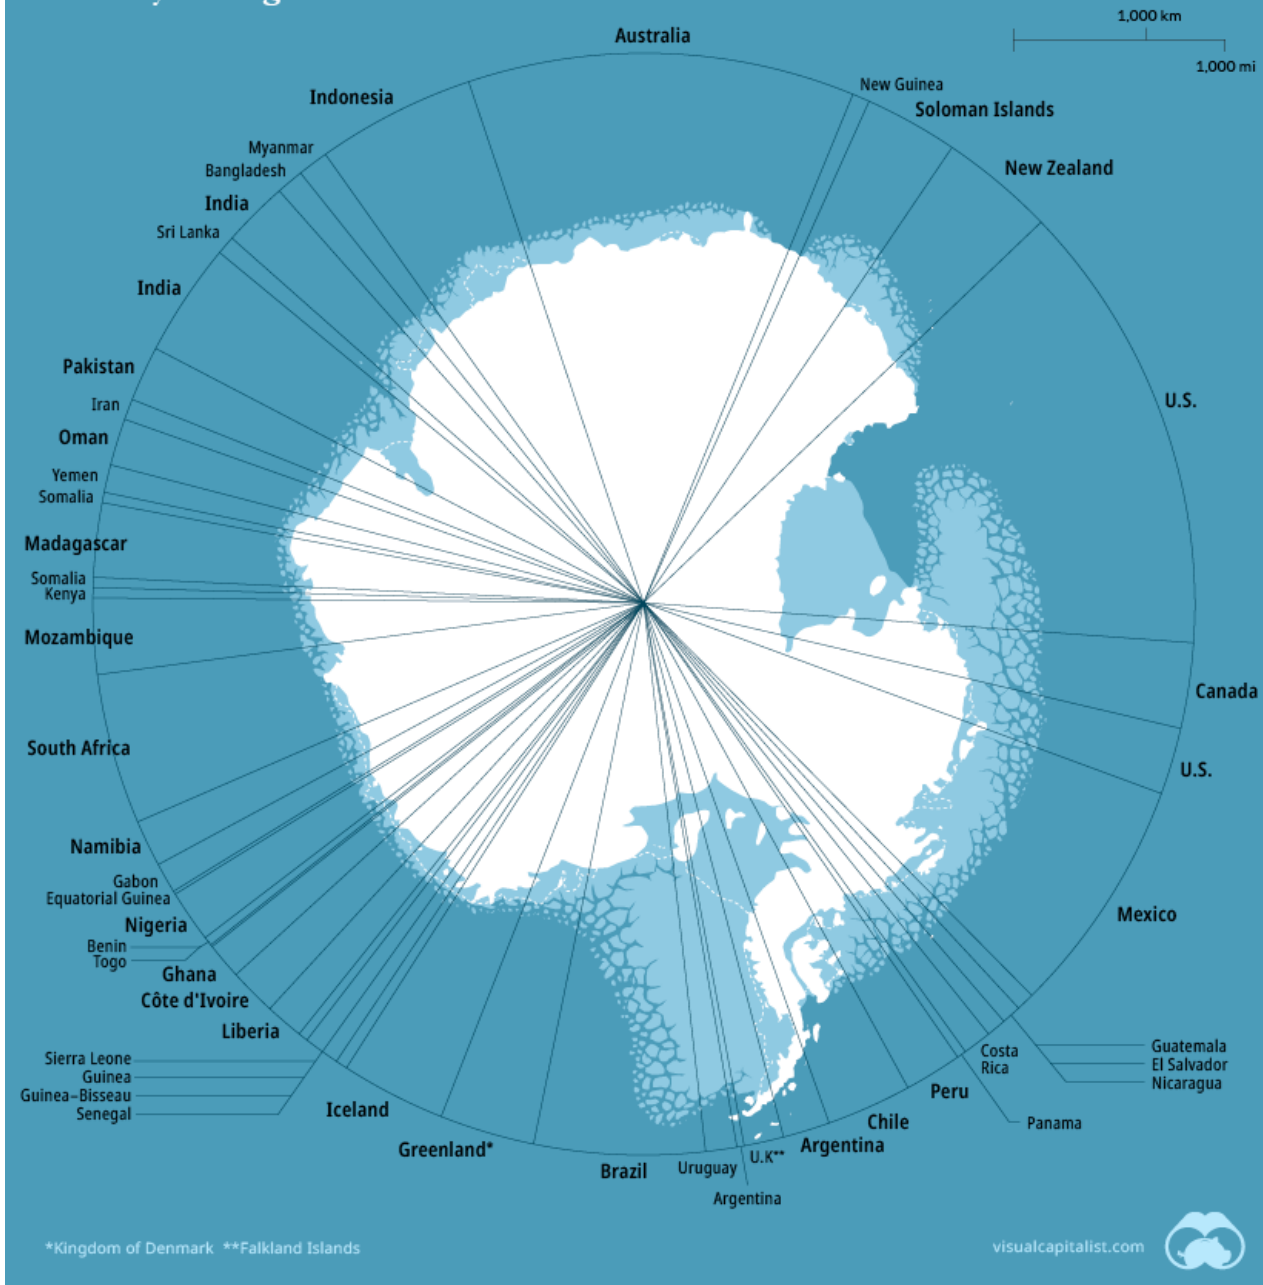 Australia
1,000 km
1,000 mi
New Guinea
Soloman Islands
New Zealand
U.S.
Canada
U.S.
Mexico
Guatemala
El Salvador
Nicaragua
Costa
Rica
Panama
Peru
Chile
Argentina
U.K**
Argentina
Uruguay
Brazil
Greenland*
Iceland
Senegal
Guinea-Bisseau
Guinea
Sierra Leone
Liberia
Côte d'Ivoire
Ghana
Togo
Benin
Nigeria
Equatorial Guinea
Gabon
Namibia
South Africa
Mozambique
Kenya
Somalia
Madagascar
Somalia
Yemen
Oman
Iran
Pakistan
India
Sri Lanka
India
Bangladesh
Myanmar
Indonesia
*Kingdom of Denmark **Falkland Islands
visualcapitalist.com